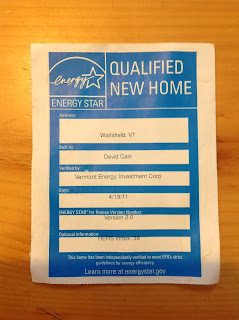 energy
ENERGY STAR
QUALIFIED
NEW HOME
Address:
Waitsfield, VT
Built by:
David Cain
Verified by:
Vermont Energy Investment Corp
Date:
4/19/11
ENERGY STAR® for Homes Version Number:
Version 2.0
Optional Information:
HERS Index: 38
This home has been independently verified to meet EPA's strict
guidelines for energy efficiency.
Learn more at energystar.gov